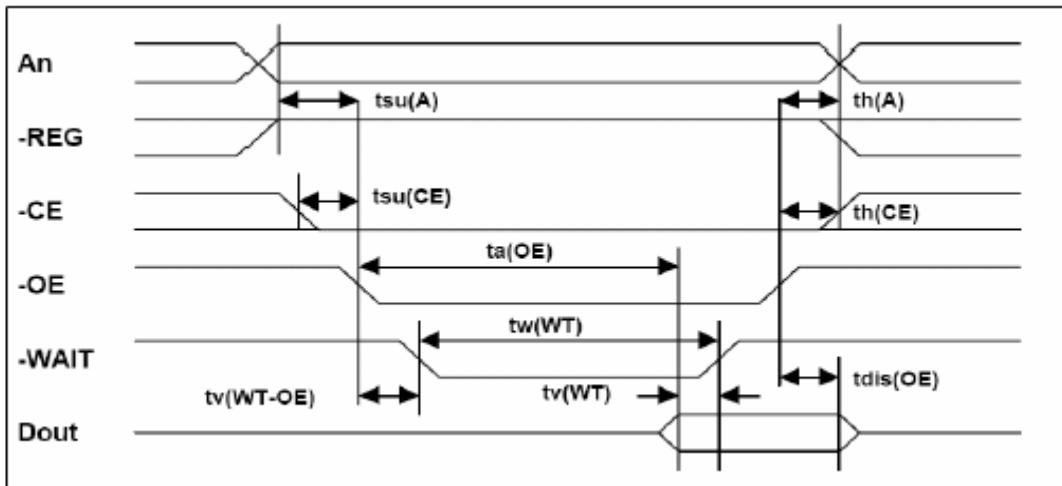 An
tsu(A)
th(A)
-REG
-CE
tsu(CE)
th(CE)
ta(OE)
-OE
tw(WT)
-WAIT
tv(WT-OE)
tv(WT)
tdis(OE)
Dout